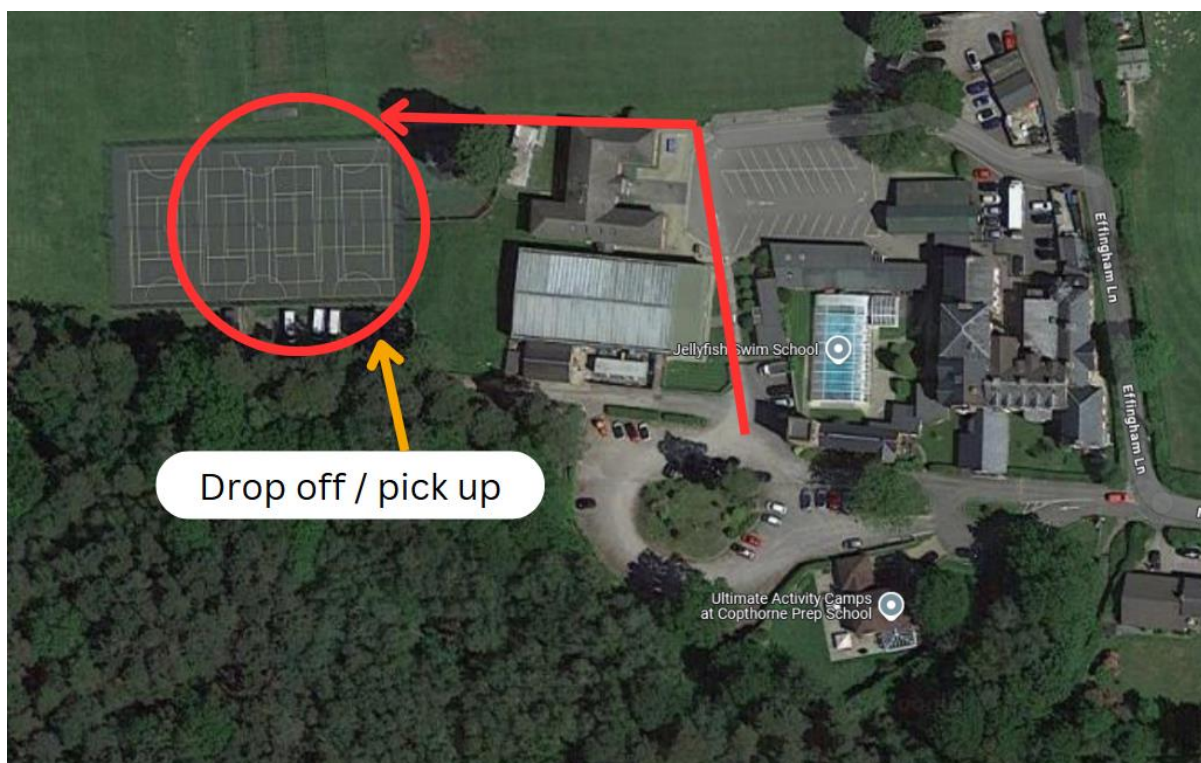 Effingham Ln
Jellyfish Swim School
Effingham Ln
Drop off / pick up
Ultimate Activity Camps
at Copthorne Prep School